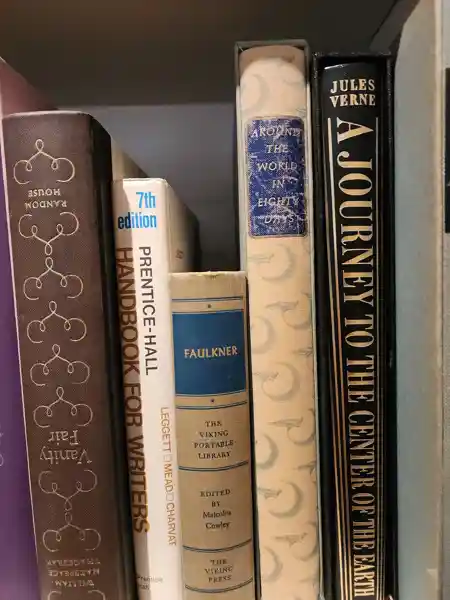 WILLIAM
MAKEPEACE
THACKERAY
Vanity
Fair
RANDOM
HOUSE
7th
edition
PRENTICE-HALL
HANDBOOK FOR WRITERS
LEGGETT □ MEAD □ CHARVAT
Prentice
Hall
FAULKNER
THE
VIKING
PORTABLE
LIBRARY
EDITED
BY
Malcolm
Cowley
THE
VIKING
PRESS
AROUND
THE
WORLD
IN
EIGHTY
DAYS
JULES
VERNE
A JOURNEY TO THE CENTER OF THE EARTH